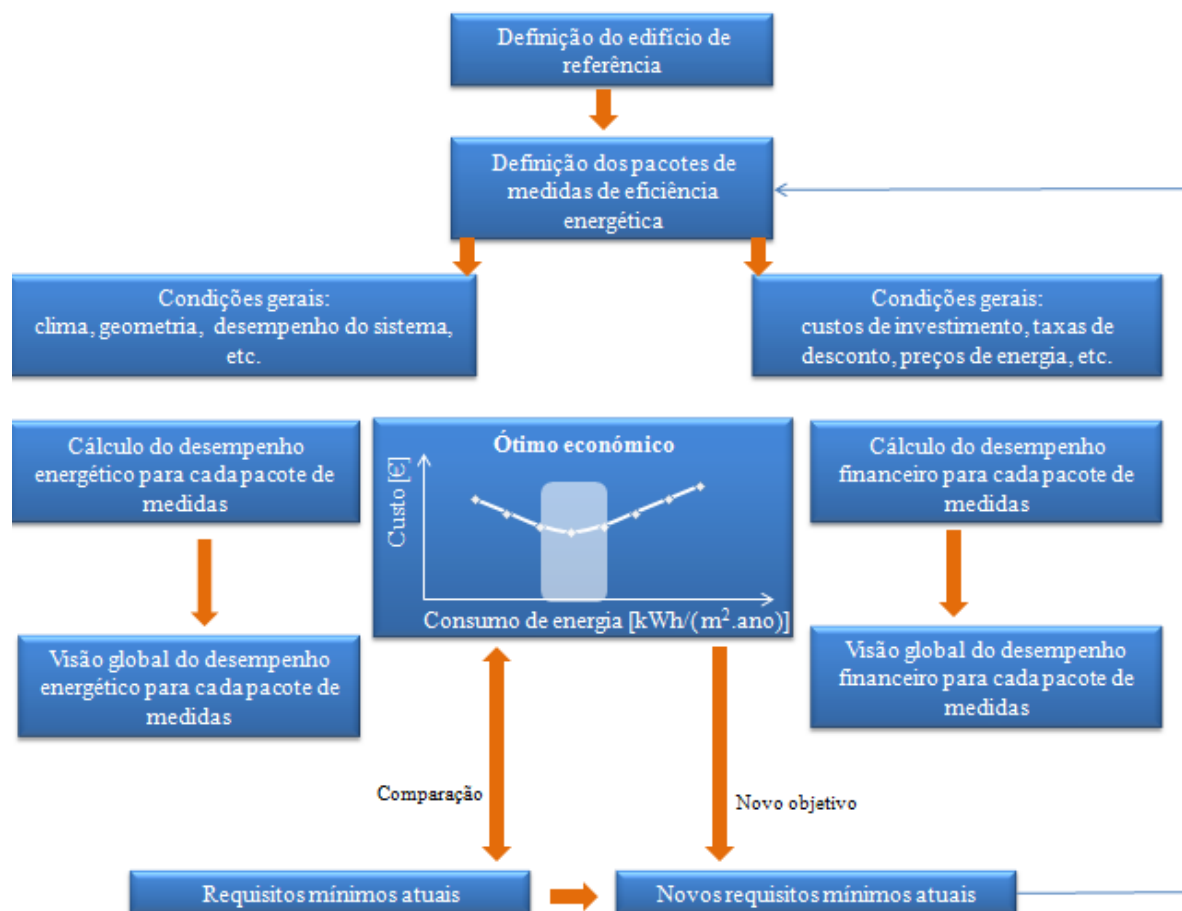 Definição do edifício de
referência
Definição dos pacotes de
medidas de eficiência
energética
Condições gerais:
clima, geometria, desempenho do sistema,
etc.
Condições gerais:
custos de investimento, taxas de
desconto, preços de energia, etc.
Cálculo do desempenho
energético para cada pacote de
medidas
Ótimo económico
Custo [€]
Consumo de energia [kWh/(m².ano)]
Cálculo do desempenho
financeiro para cada pacote de
medidas
Visão global do desempenho
energético para cada pacote de
medidas
Visão global do desempenho
financeiro para cada pacote de
medidas
Comparação
Novo objetivo
Requisitos mínimos atuais
Novos requisitos mínimos atuais